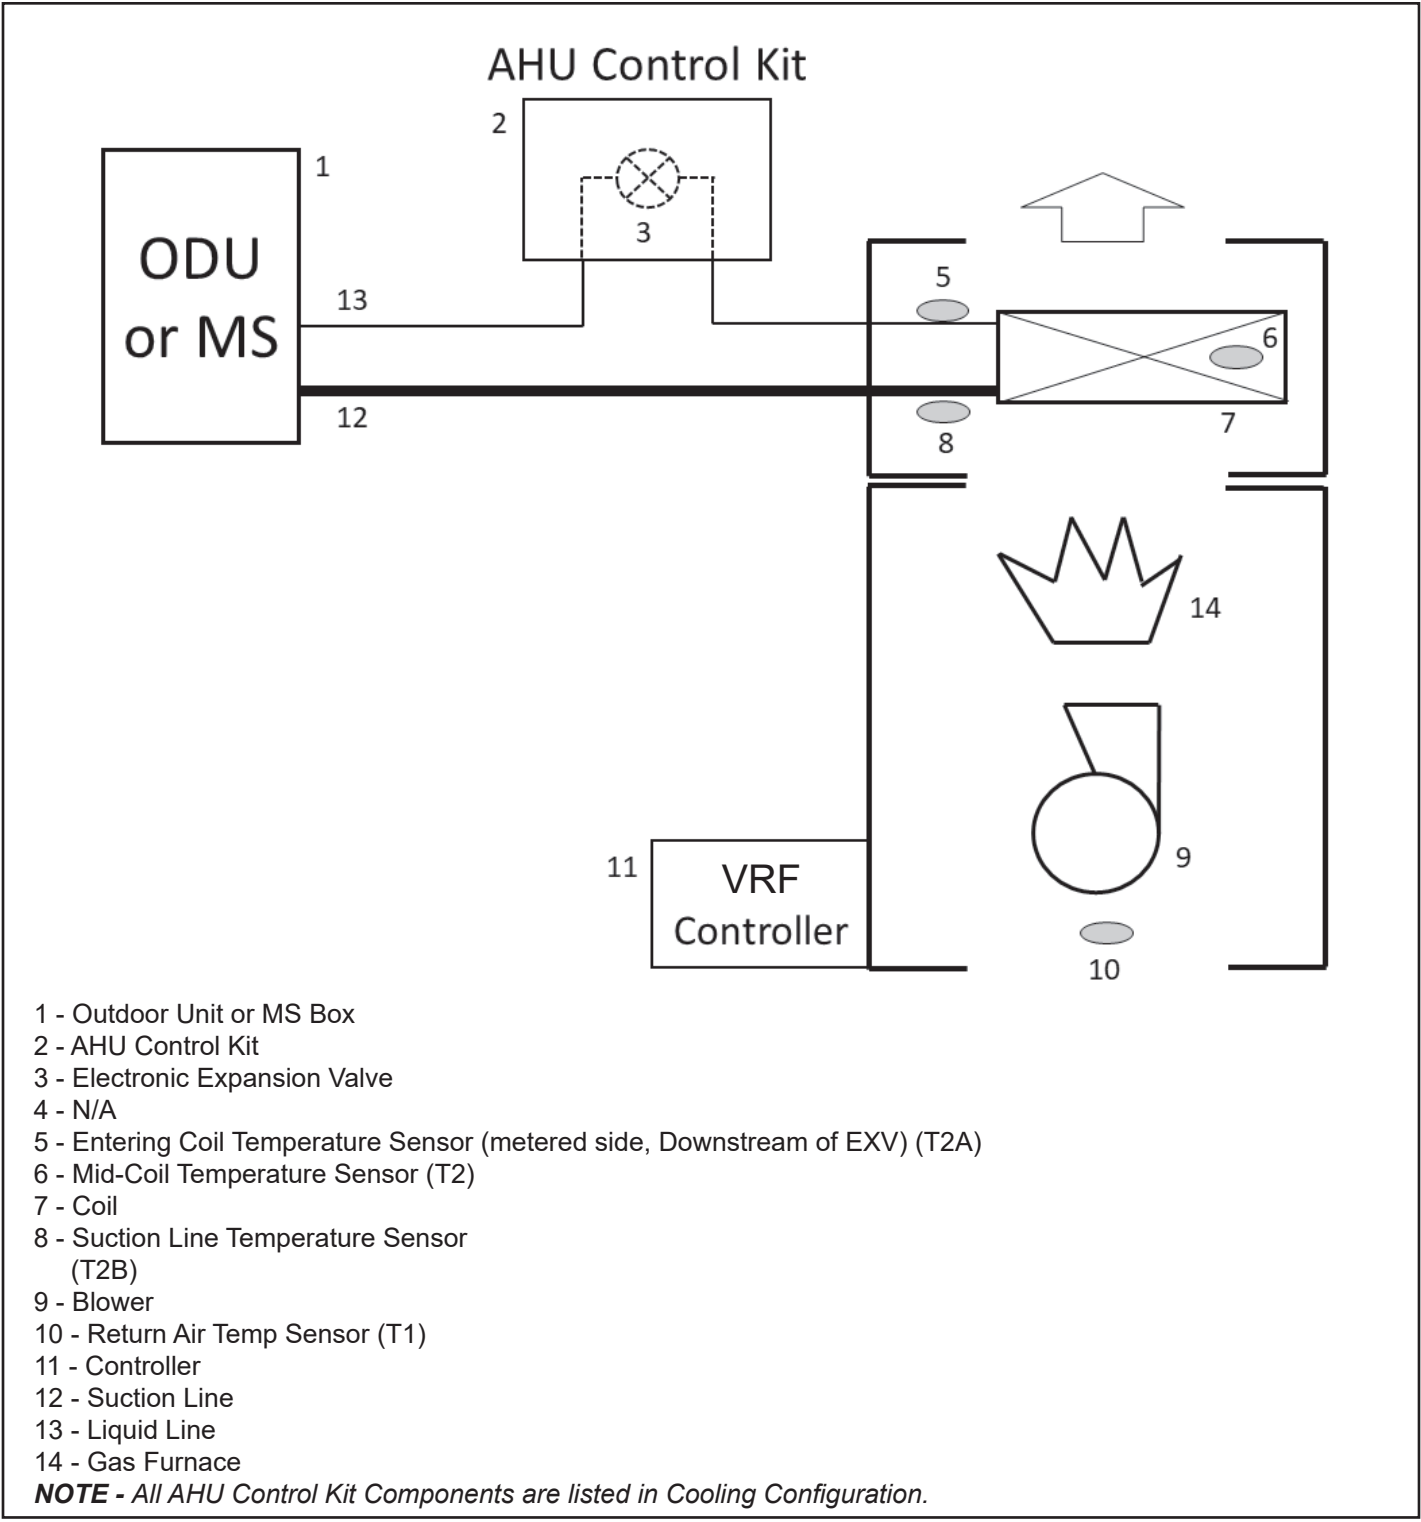 AHU Control Kit
2
1
3
ODU
or MS
13
12
5
6
7
8
14
9
11
VRF
Controller
10
1 - Outdoor Unit or MS Box
2 - AHU Control Kit
3 - Electronic Expansion Valve
4 - N/A
5 - Entering Coil Temperature Sensor (metered side, Downstream of EXV) (T2A)
6 - Mid-Coil Temperature Sensor (T2)
7 - Coil
8 - Suction Line Temperature Sensor
(T2B)
9 - Blower
10 - Return Air Temp Sensor (T1)
11 - Controller
12 - Suction Line
13 - Liquid Line
14 - Gas Furnace
NOTE - All AHU Control Kit Components are listed in Cooling Configuration.